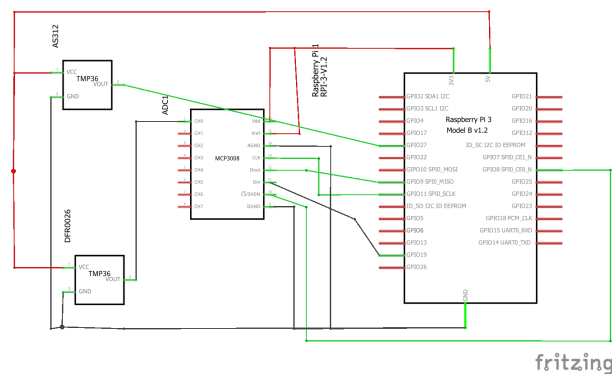 AS312
TMP36
VCC
GND
VOUT
DFR0026
TMP36
VCC
GND
VOUT
ADC1
MCP3008
CH0
CH1
CH2
CH3
CH4
CH5
CH6
CH7
Vdd
Vref
AGND
CLK
Dout
Din
CS/SHDN
DGND
Raspberry Pi 1
RPI-3-V1.2
3V3
5V
Raspberry Pi 3
Model B v1.2
GPIO2 SDA1 I2C
GPIO3 SCL1 I2C
GPIO4
GPIO17
GPIO27
GPIO22
GPIO10 SPI0_MOSI
GPIO9 SPI0_MISO
GPIO11 SPI0_SCLK
ID_SD I2C ID EEPROM
GPIO5
GPIO6
GPIO13
GPIO19
GPIO26
GPIO21
GPIO20
GPIO16
GPIO12
ID_SC I2C ID EEPROM
GPIO7 SPI0_CE1_N
GPIO8 SPI0_CE0_N
GPIO25
GPIO24
GPIO23
GPIO18 PCM_CLK
GPIO15 UART0_RXD
GPIO14 UART0_TXD
GND
fritzing